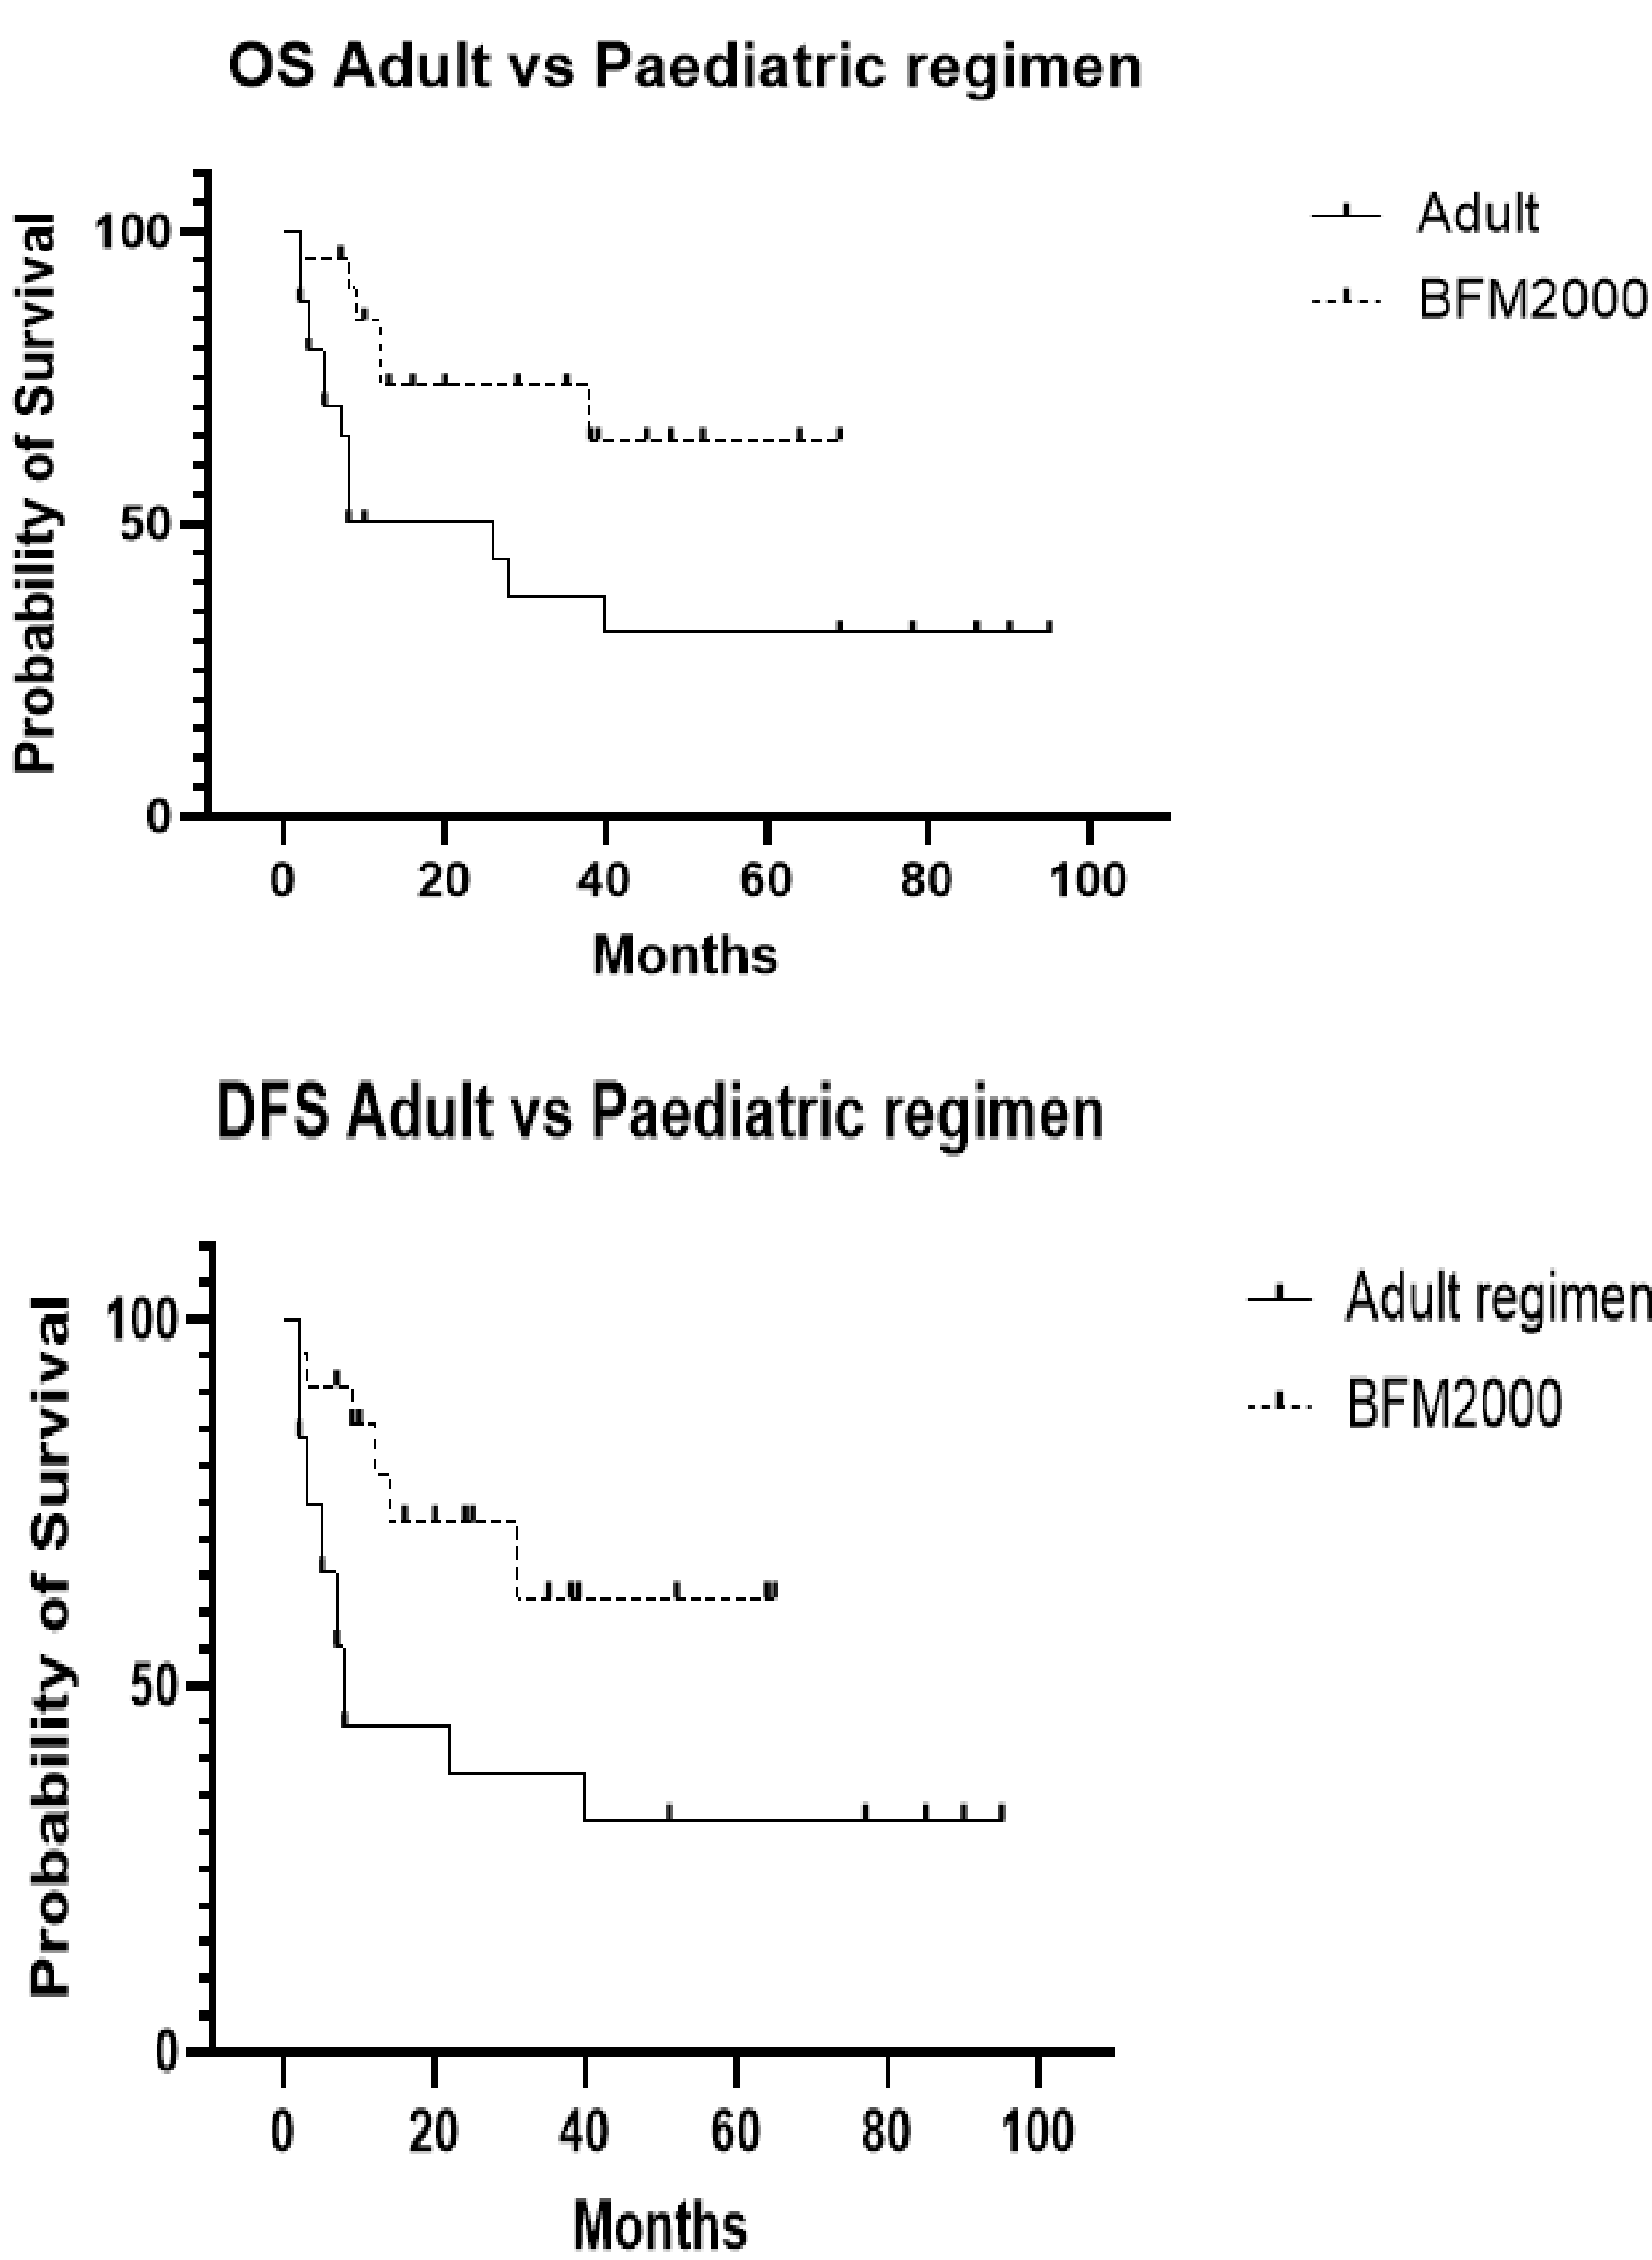 OS Adult vs Paediatric regimen
Probability of Survival
100
50
0
0 20 40 60 80 100
Months
Adult
BFM2000
DFS Adult vs Paediatric regimen
Probability of Survival
100
50
0
0 20 40 60 80 100
Months
Adult regimen
BFM2000